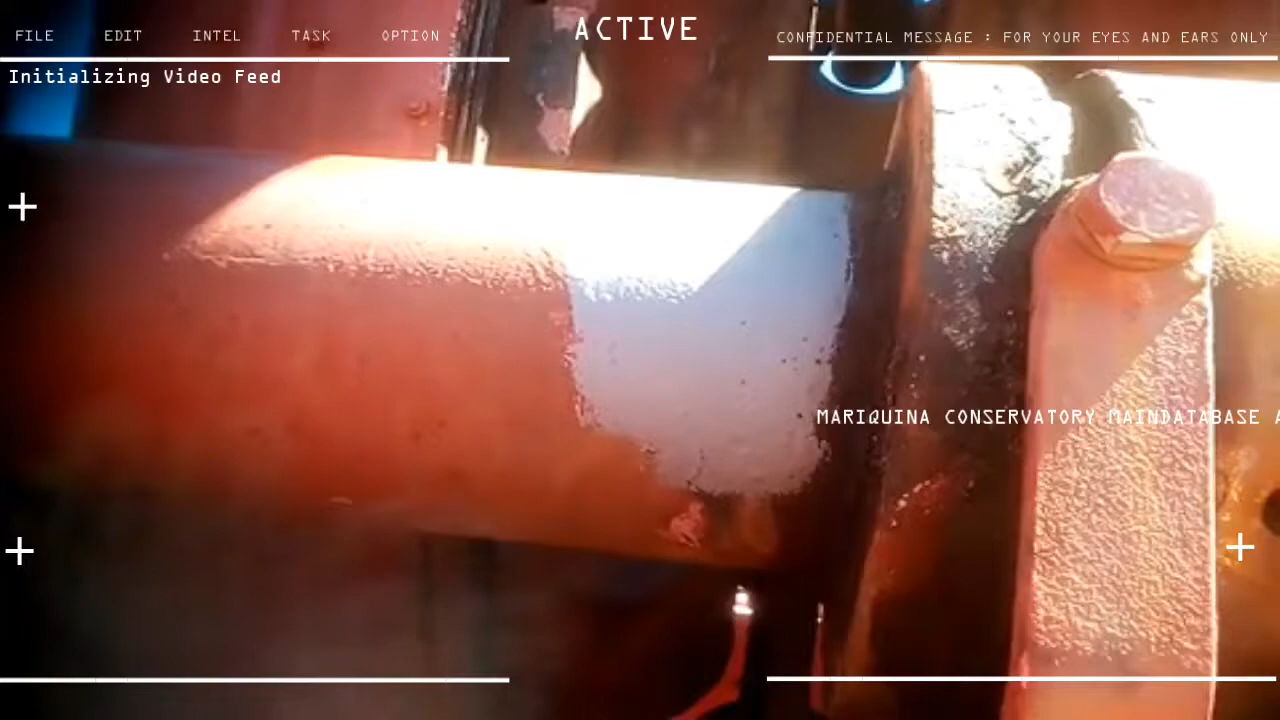 FILE EDIT INTEL TASK OPTION
ACTIVE
CONFIDENTIAL MESSAGE : FOR YOUR EYES AND EARS ONLY
Initializing Video Feed
MARIQUINA CONSERVATORY MAINDATABASE A